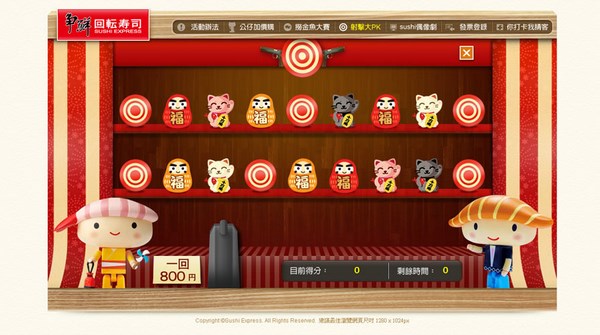 争鮮 回転寿司
SUSHI EXPRESS
活動辦法
公仔加價購
撈金魚大賽
射擊大PK
sushi偶像劇
發票登錄
你打卡我請客
福 福 福
福 福 福
一回
800 円
目前得分： 0
剩餘時間： 0
Copyright ©Sushi Express. All Rights Reserved.